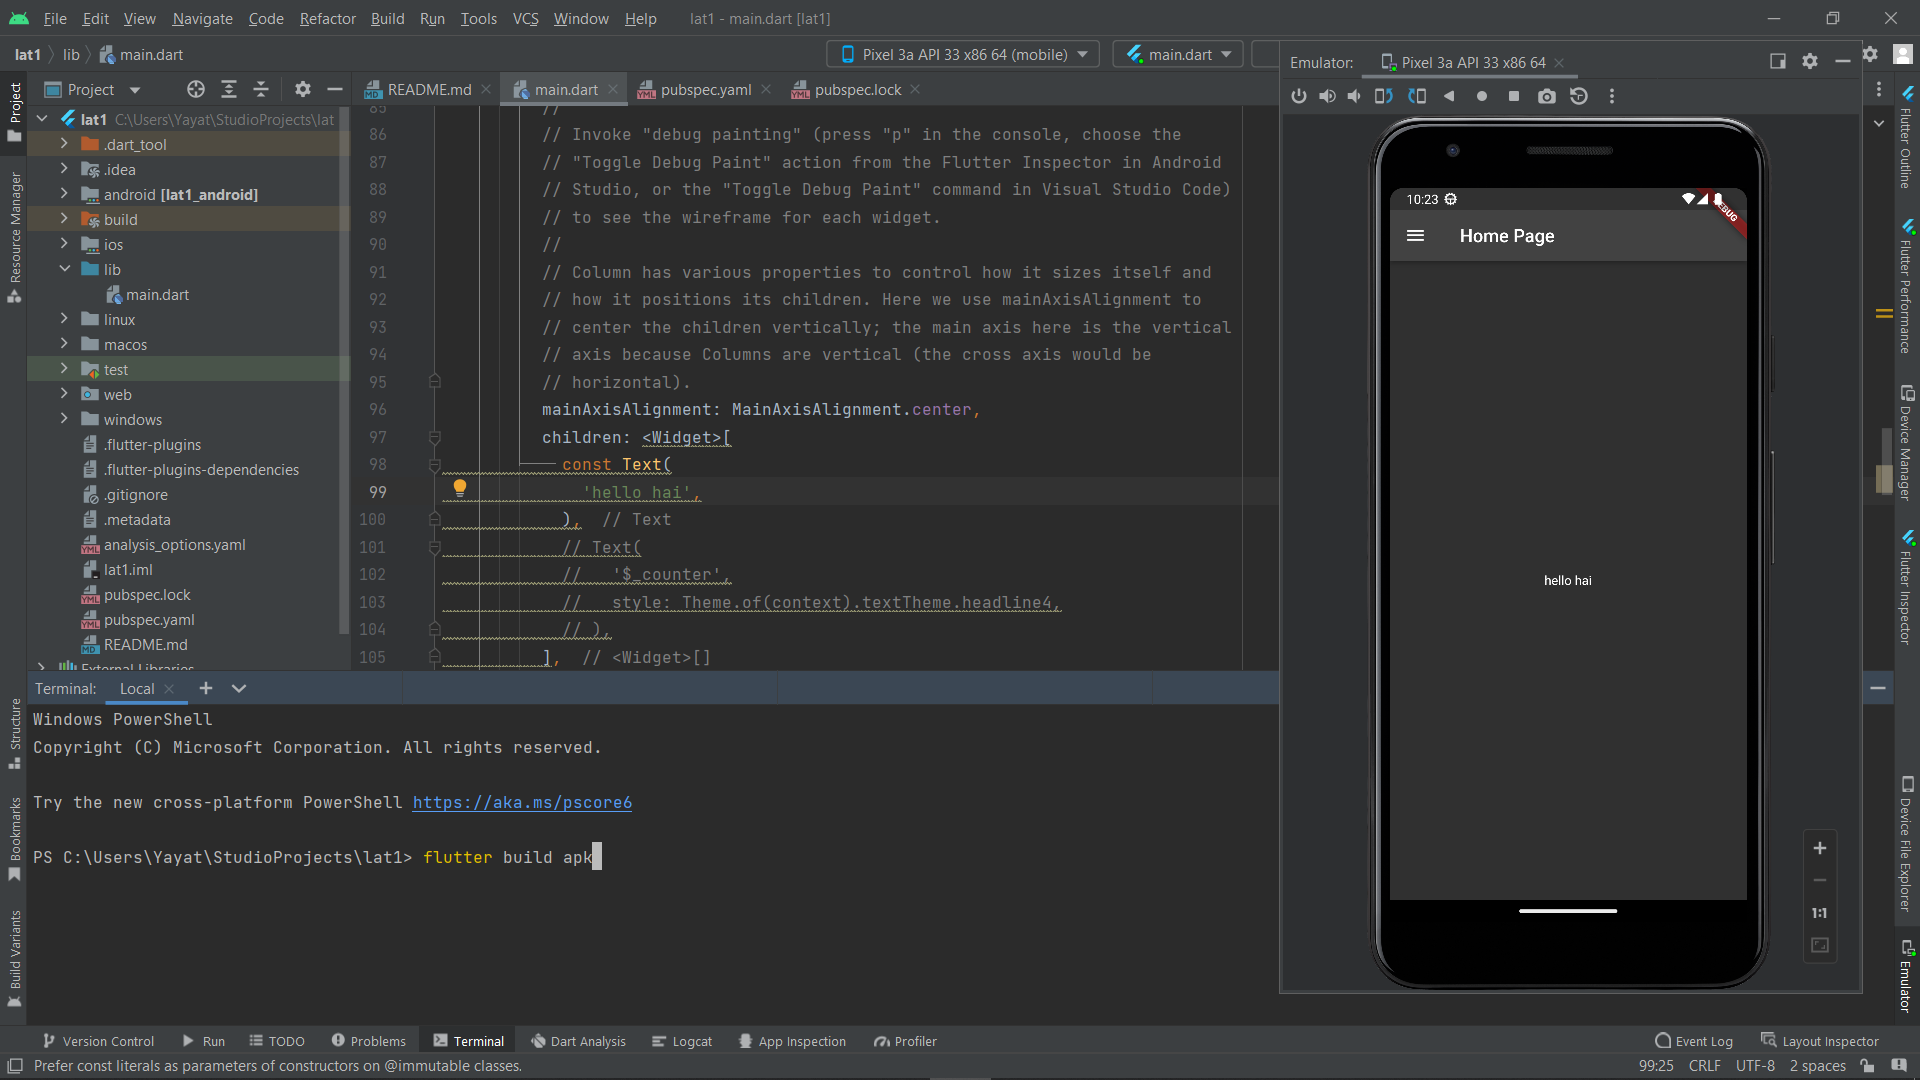 File Edit View Navigate Code Refactor Build Run Tools VCS Window Help lat1 - main.dart [lat1]
lat1 lib main.dart
Pixel 3a API 33 x86 64 (mobile) main.dart
Emulator: Pixel 3a API 33 x86 64
Project
README.md main.dart pubspec.yaml pubspec.lock
lat1 C:\Users\Yayat\StudioProjects\lat
.dart_tool
.idea
android [lat1_android]
build
ios
lib
main.dart
linux
macos
test
web
windows
.flutter-plugins
.flutter-plugins-dependencies
.gitignore
.metadata
analysis_options.yaml
lat1.iml
pubspec.lock
pubspec.yaml
README.md
External Libraries
85 //
86 // Invoke "debug painting" (press "p" in the console, choose the
87 // "Toggle Debug Paint" action from the Flutter Inspector in Android
88 // Studio, or the "Toggle Debug Paint" command in Visual Studio Code)
89 // to see the wireframe for each widget.
90 //
91 // Column has various properties to control how it sizes itself and
92 // how it positions its children. Here we use mainAxisAlignment to
93 // center the children vertically; the main axis here is the vertical
94 // axis because Columns are vertical (the cross axis would be
95 // horizontal).
96 mainAxisAlignment: MainAxisAlignment.center,
97 children: <Widget>[
98 const Text(
99 'hello hai',
100 ), // Text
101 // Text(
102 // '$_counter',
103 // style: Theme.of(context).textTheme.headline4,
104 // ),
105 ], // <Widget>[]
10:23
DEBUG
Home Page
hello hai
1:1
Terminal: Local
Windows PowerShell
Copyright (C) Microsoft Corporation. All rights reserved.
Try the new cross-platform PowerShell https://aka.ms/pscore6
PS C:\Users\Yayat\StudioProjects\lat1> flutter build apk
Project
Resource Manager
Structure
Bookmarks
Build Variants
Flutter Outline
Flutter Performance
Device Manager
Flutter Inspector
Device File Explorer
Emulator
Version Control Run TODO Problems Terminal Dart Analysis Logcat App Inspection Profiler Event Log Layout Inspector
Prefer const literals as parameters of constructors on @immutable classes. 99:25 CRLF UTF-8 2 spaces